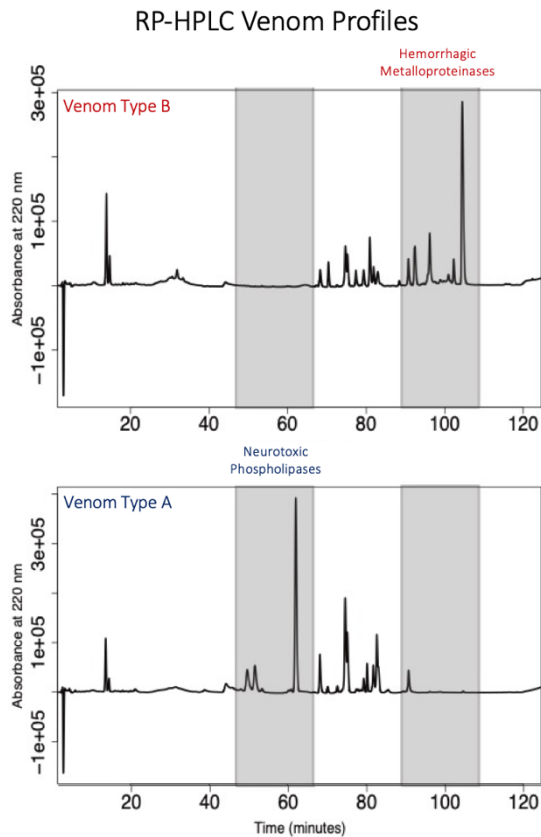 RP-HPLC Venom Profiles
Hemorrhagic
Metalloproteinases
Venom Type B
Absorbance at 220 nm
3e+05
1e+05
−1e+05
20 40 60 80 100 120
Neurotoxic
Phospholipases
Venom Type A
Absorbance at 220 nm
3e+05
1e+05
−1e+05
20 40 60 80 100 120
Time (minutes)